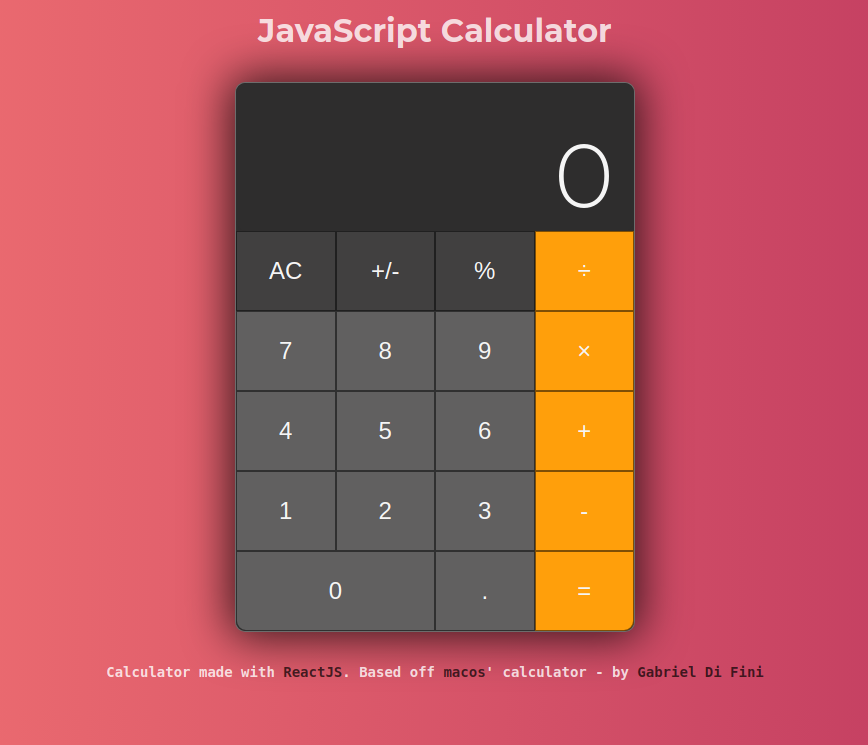 JavaScript Calculator
0
AC +/- % ÷
7 8 9 ×
4 5 6 +
1 2 3 -
0 . =
Calculator made with ReactJS. Based off macos' calculator - by Gabriel Di Fini